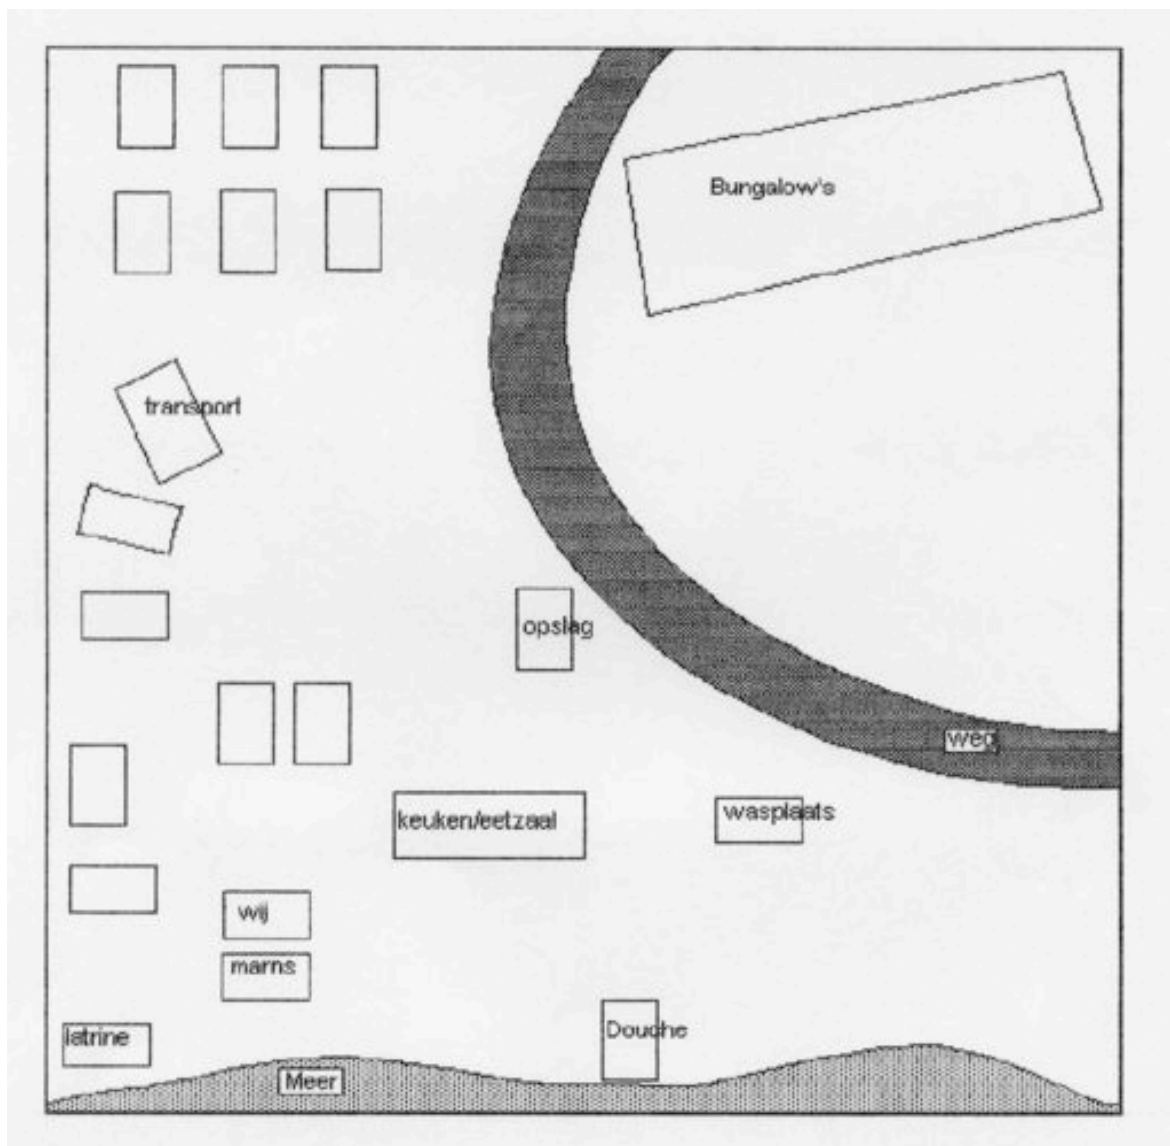 Bungalow's
transport
opslag
weg
keuken/eetzaal
wasplaats
wij
marns
latrine
Douche
Meer